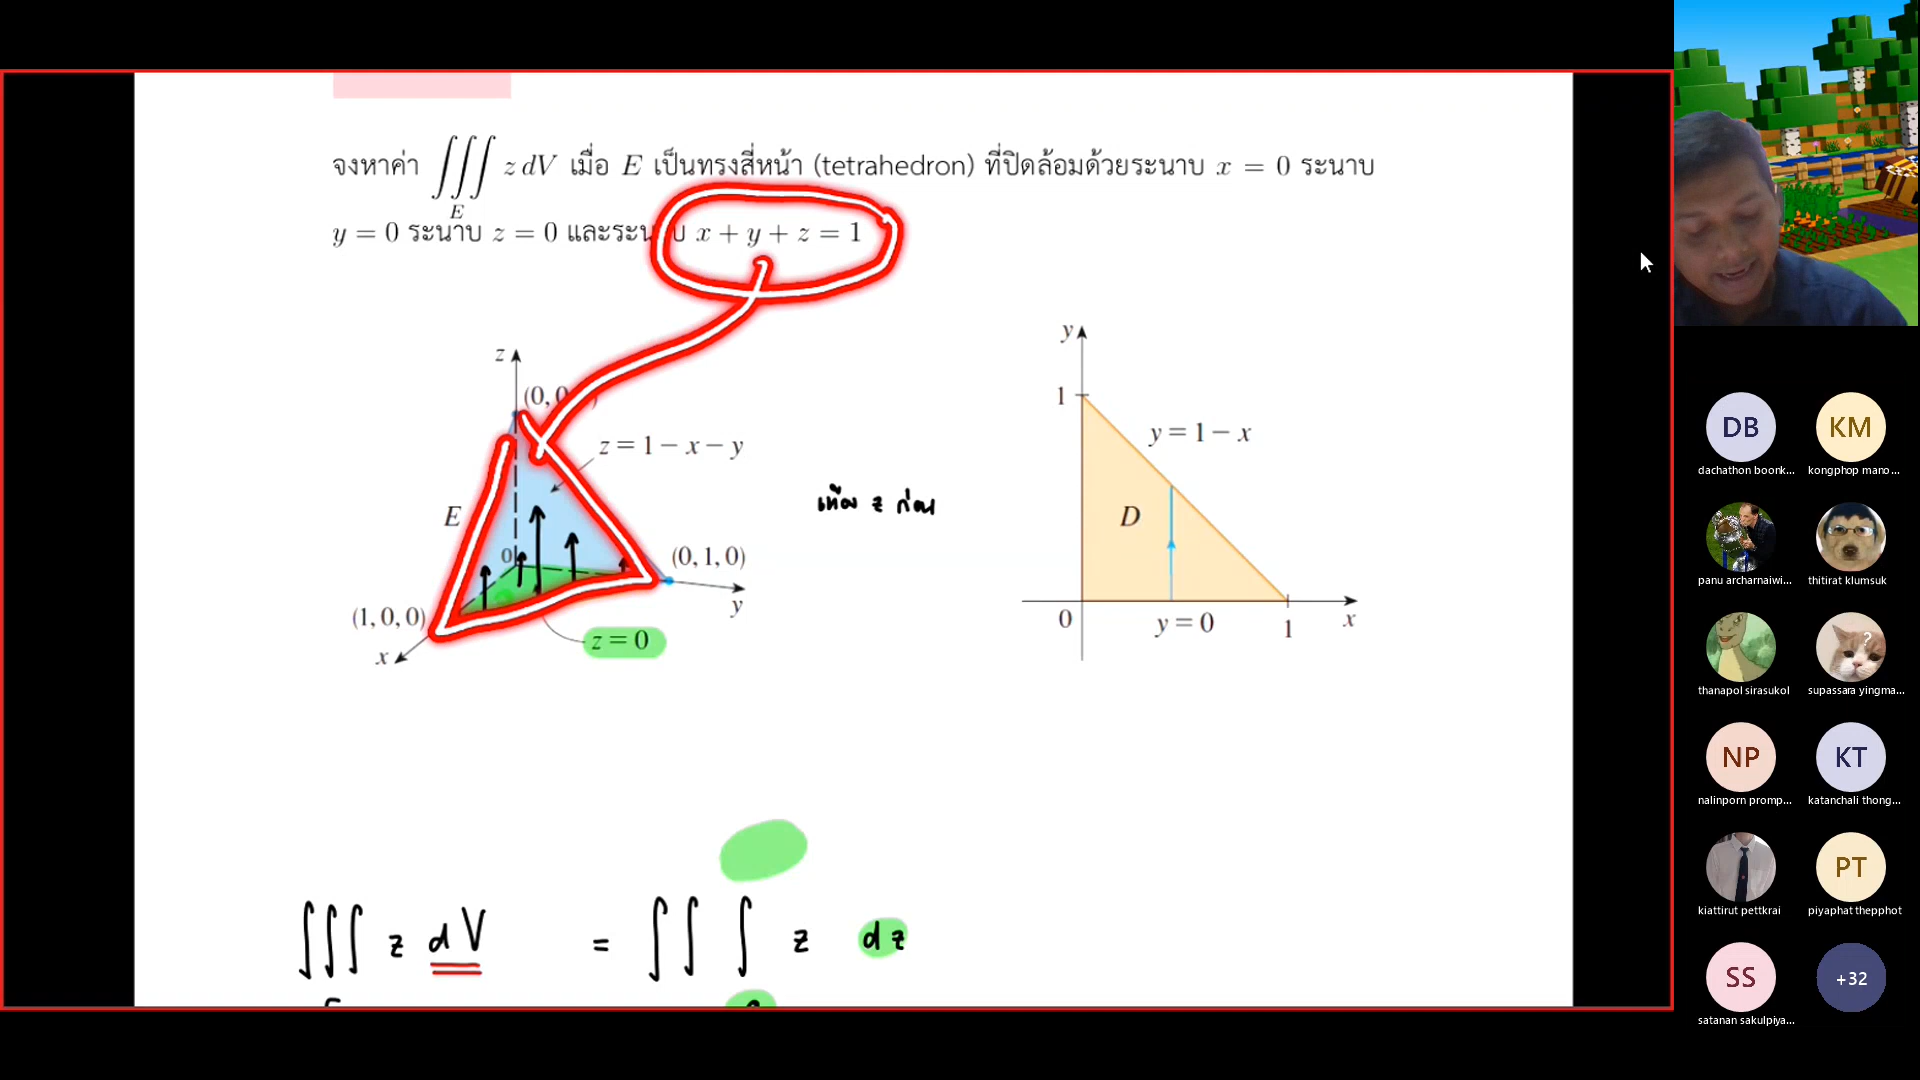 จงหาค่า ∭_E z dV เมื่อ E เป็นทรงสี่หน้า (tetrahedron) ที่ปิดล้อมด้วยระนาบ x = 0 ระนาบ
y = 0 ระนาบ z = 0 และระนาบ x + y + z = 1
z
(0, 0
z = 1 − x − y
E
0
(0, 1, 0)
y
(1, 0, 0)
x
z = 0
z ก่อน
y
1
y = 1 − x
D
0
y = 0
1
x
∭ z dV = ∫∫ ∫ z dz
DB
dachathon boonk...
KM
kongphop mano...
panu archarnaiwi...
thitirat klumsuk
thanapol sirasukol
?
supassara yingma...
NP
nalinporn promp...
KT
katanchali thong...
kiattirut pettkrai
PT
piyaphat thepphot
SS
satanan sakulpiya...
+32